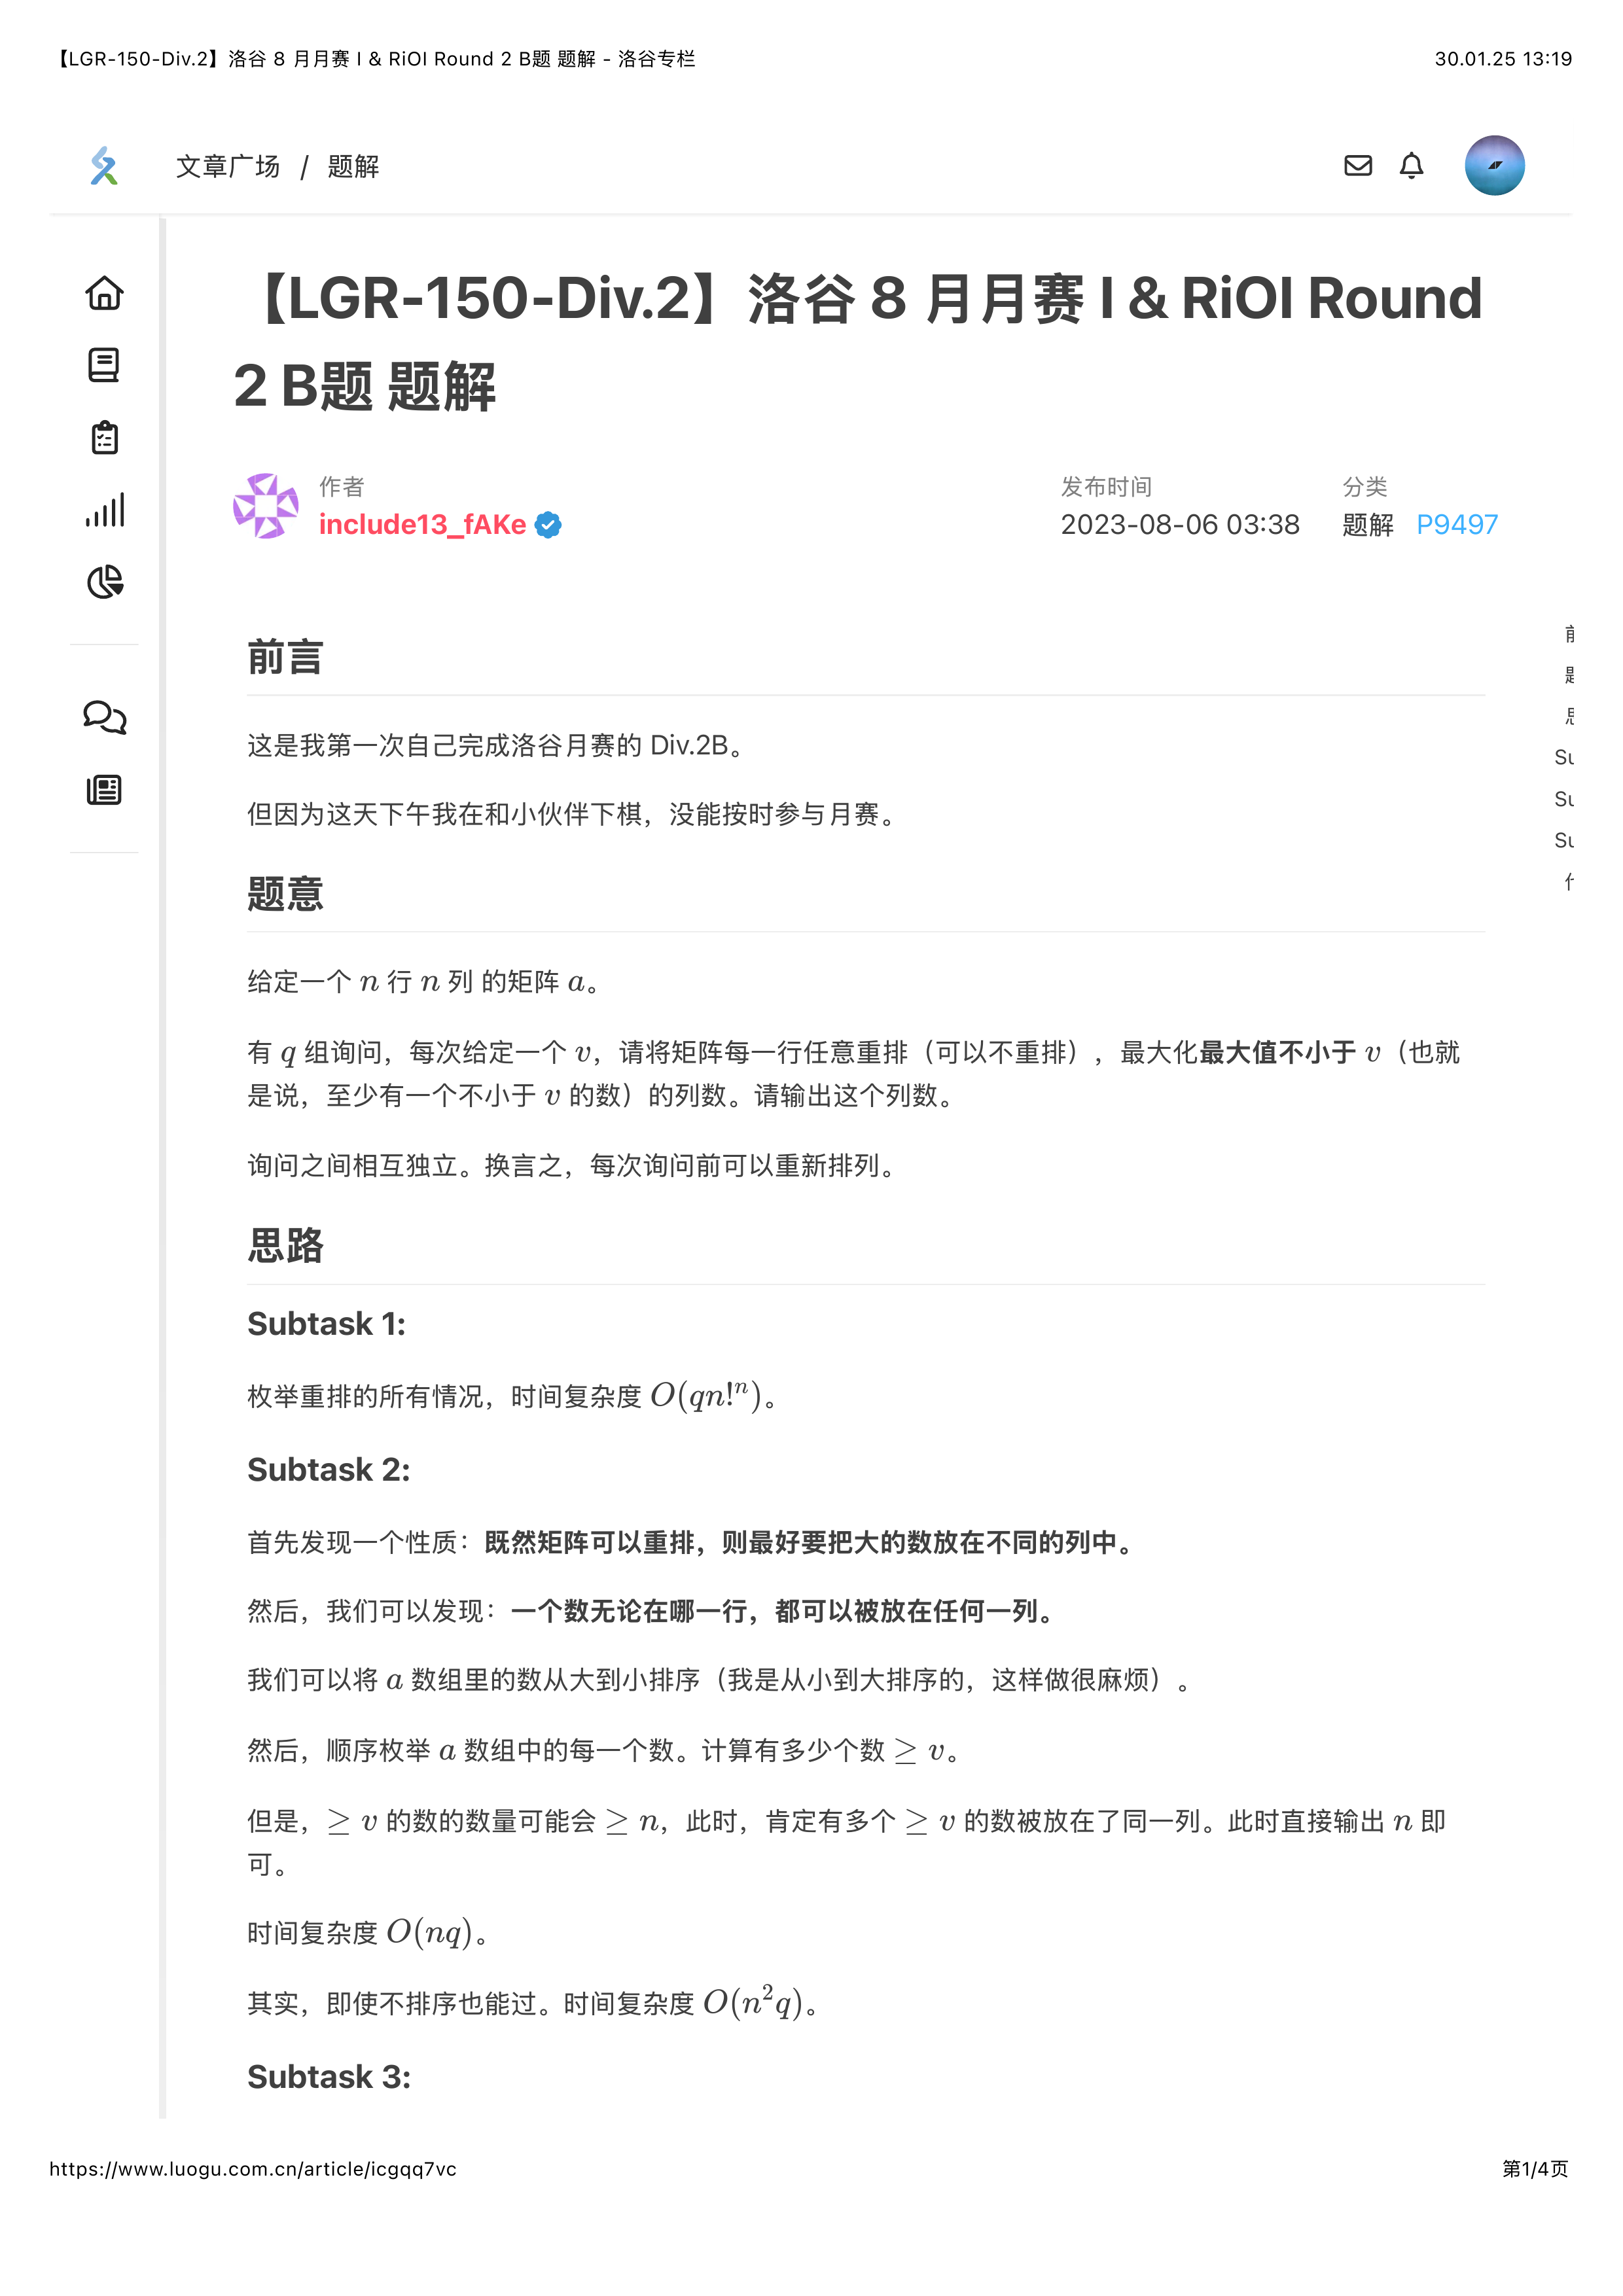 【LGR-150-Div.2】洛谷 8 月月赛 I & RiOI Round 2 B题 题解 - 洛谷专栏
30.01.25 13:19
文章广场 / 题解
【LGR-150-Div.2】洛谷 8 月月赛 I & RiOI Round
2 B题 题解
作者
include13_fAKe
发布时间
2023-08-06 03:38
分类
题解 P9497
前言
这是我第一次自己完成洛谷月赛的 Div.2B。
但因为这天下午我在和小伙伴下棋，没能按时参与月赛。
题意
给定一个 n 行 n 列 的矩阵 a。
有 q 组询问，每次给定一个 v，请将矩阵每一行任意重排（可以不重排），最大化最大值不小于 v（也就
是说，至少有一个不小于 v 的数）的列数。请输出这个列数。
询问之间相互独立。换言之，每次询问前可以重新排列。
思路
Subtask 1:
枚举重排的所有情况，时间复杂度 O(qn!ⁿ)。
Subtask 2:
首先发现一个性质：既然矩阵可以重排，则最好要把大的数放在不同的列中。
然后，我们可以发现：一个数无论在哪一行，都可以被放在任何一列。
我们可以将 a 数组里的数从大到小排序（我是从小到大排序的，这样做很麻烦）。
然后，顺序枚举 a 数组中的每一个数。计算有多少个数 ≥ v。
但是，≥ v 的数的数量可能会 ≥ n，此时，肯定有多个 ≥ v 的数被放在了同一列。此时直接输出 n 即
可。
时间复杂度 O(nq)。
其实，即使不排序也能过。时间复杂度 O(n²q)。
Subtask 3:
Su
Su
Su
https://www.luogu.com.cn/article/icgqq7vc
第1/4页